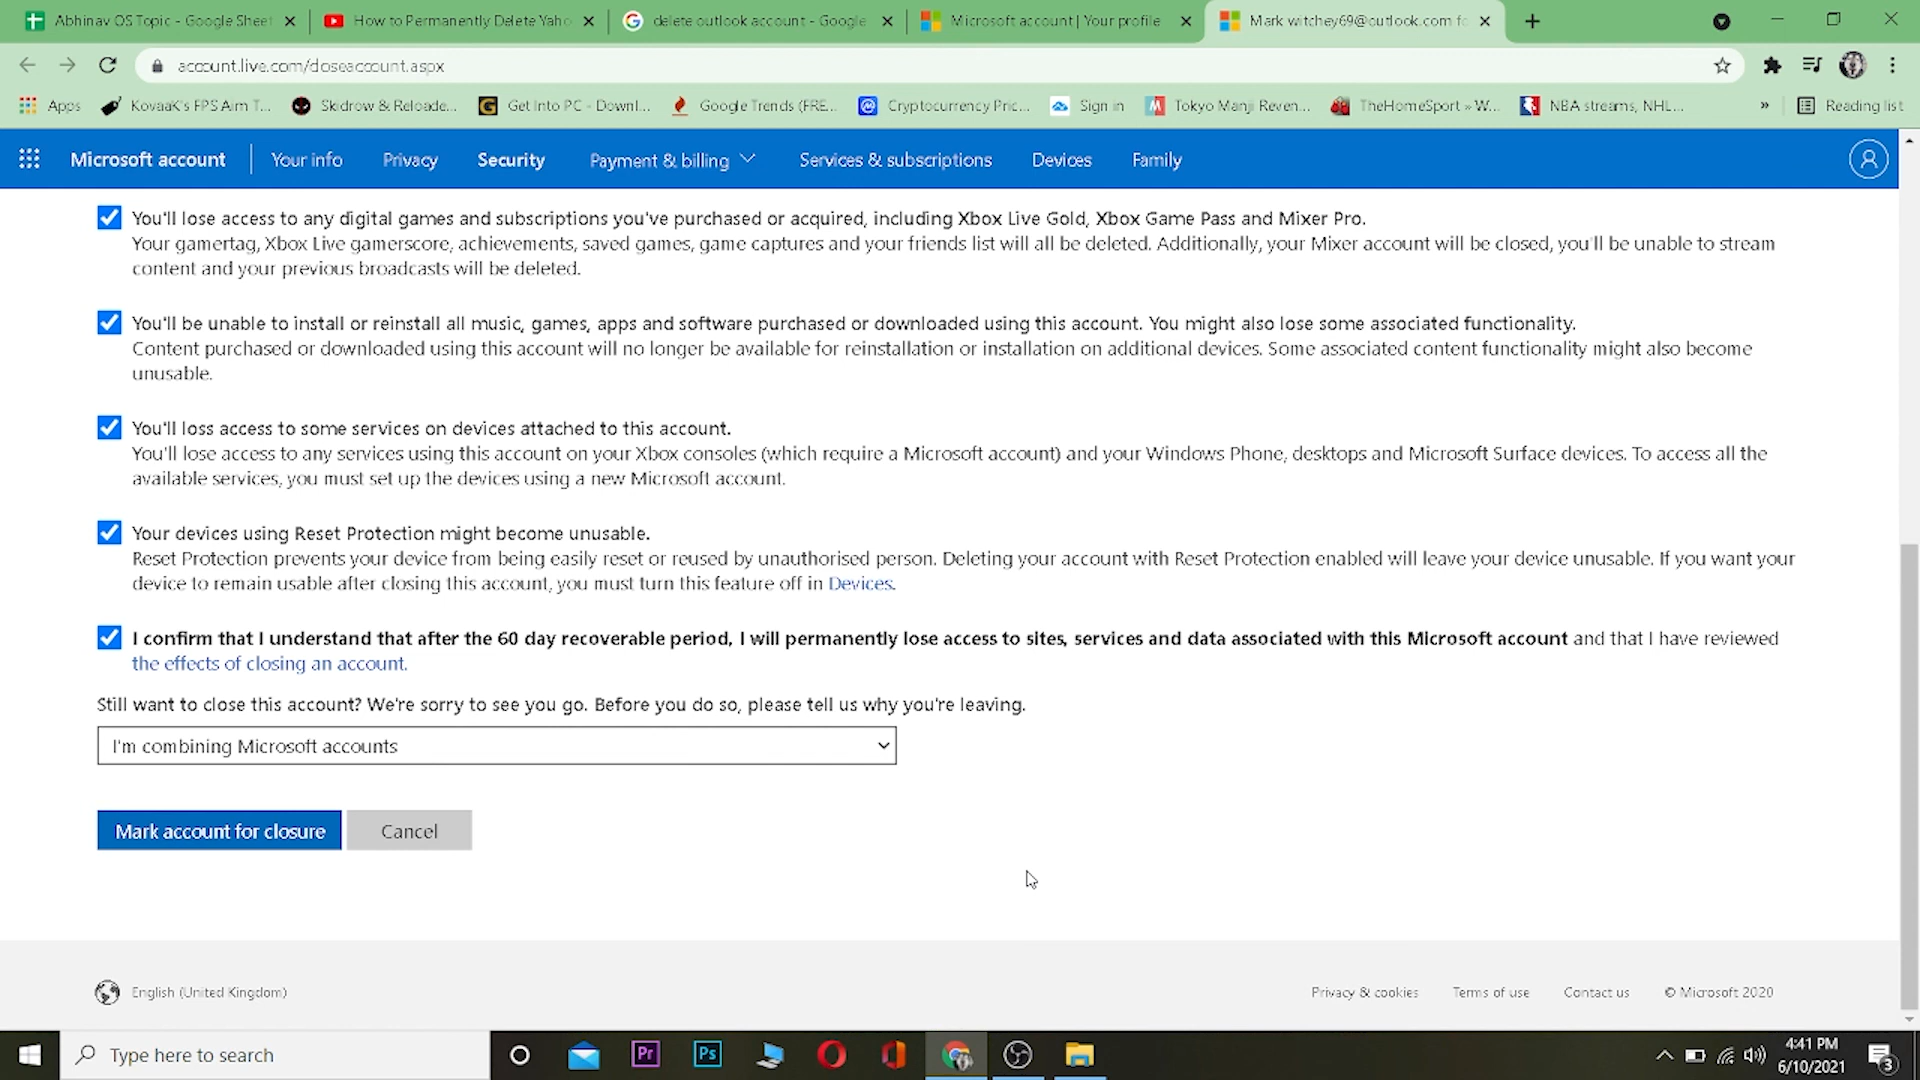 Abhinav OS Topic - Google Sheet
How to Permanently Delete Yaho
delete outlook account - Google
Microsoft account | Your profile
Mark witchey69@outlook.com fo
account.live.com/closeaccount.aspx
Apps
KovaaK's FPS Aim T...
Skidrow & Reloade...
Get Into PC - Downl...
Google Trends (FRE...
Cryptocurrency Pric...
Sign in
Tokyo Manji Reven...
TheHomeSport » W...
NBA streams, NHL...
»
Reading list
Microsoft account
Your info
Privacy
Security
Payment & billing
Services & subscriptions
Devices
Family
You'll lose access to any digital games and subscriptions you've purchased or acquired, including Xbox Live Gold, Xbox Game Pass and Mixer Pro.
Your gamertag, Xbox Live gamerscore, achievements, saved games, game captures and your friends list will all be deleted. Additionally, your Mixer account will be closed, you'll be unable to stream
content and your previous broadcasts will be deleted.
You'll be unable to install or reinstall all music, games, apps and software purchased or downloaded using this account. You might also lose some associated functionality.
Content purchased or downloaded using this account will no longer be available for reinstallation or installation on additional devices. Some associated content functionality might also become
unusable.
You'll loss access to some services on devices attached to this account.
You'll lose access to any services using this account on your Xbox consoles (which require a Microsoft account) and your Windows Phone, desktops and Microsoft Surface devices. To access all the
available services, you must set up the devices using a new Microsoft account.
Your devices using Reset Protection might become unusable.
Reset Protection prevents your device from being easily reset or reused by unauthorised person. Deleting your account with Reset Protection enabled will leave your device unusable. If you want your
device to remain usable after closing this account, you must turn this feature off in Devices.
I confirm that I understand that after the 60 day recoverable period, I will permanently lose access to sites, services and data associated with this Microsoft account and that I have reviewed
the effects of closing an account.
Still want to close this account? We're sorry to see you go. Before you do so, please tell us why you're leaving.
I'm combining Microsoft accounts
Mark account for closure
Cancel
English (United Kingdom)
Privacy & cookies
Terms of use
Contact us
© Microsoft 2020
Type here to search
Pr
Ps
4:41 PM
6/10/2021
3